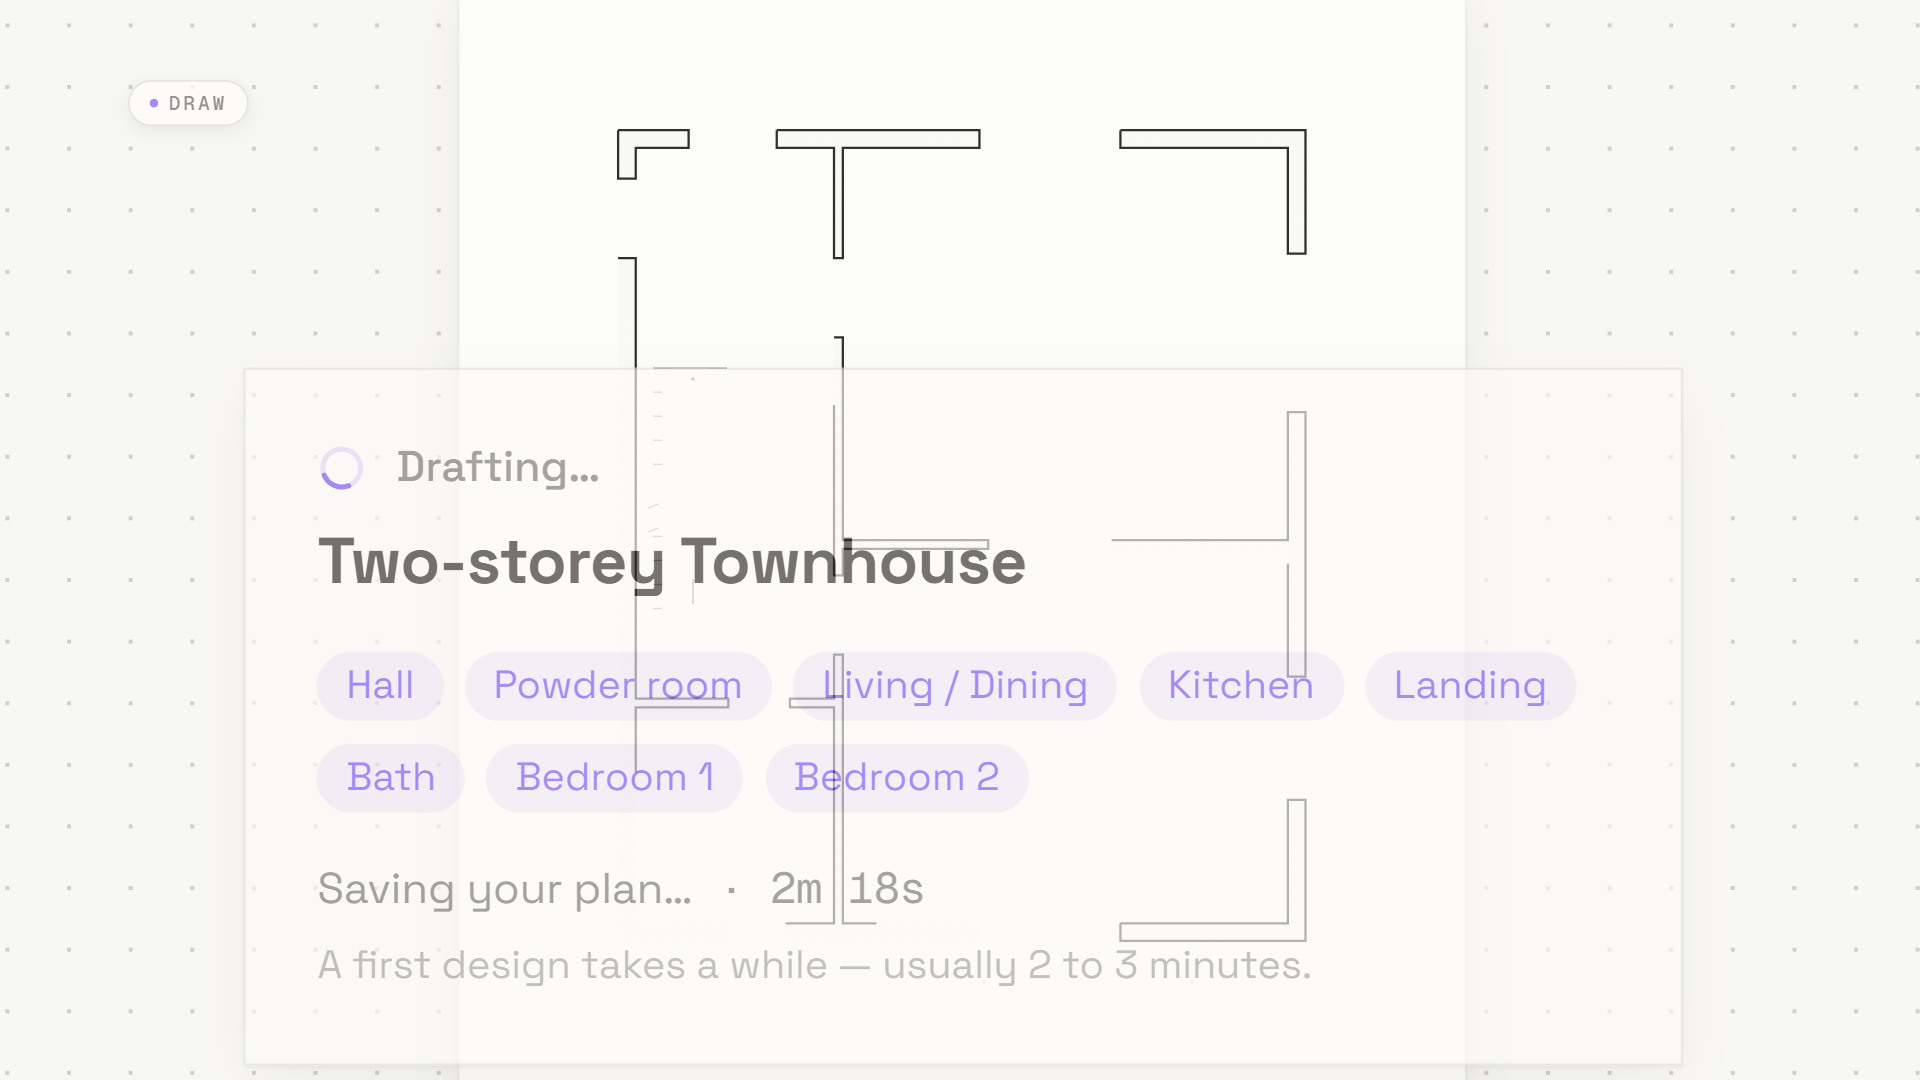 DRAW
Drafting…
Two-storey Townhouse
Hall Powder room Living / Dining Kitchen Landing
Bath Bedroom 1 Bedroom 2
Saving your plan… · 2m 18s
A first design takes a while — usually 2 to 3 minutes.